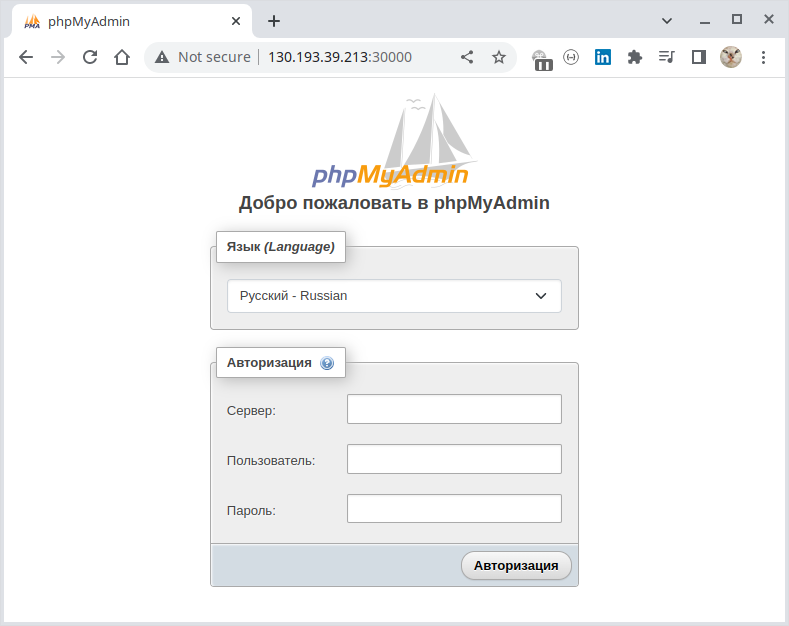 phpMyAdmin
Not secure
130.193.39.213:30000
phpMyAdmin
Добро пожаловать в phpMyAdmin
Язык (Language)
Русский - Russian
Авторизация
Сервер:
Пользователь:
Пароль:
Авторизация